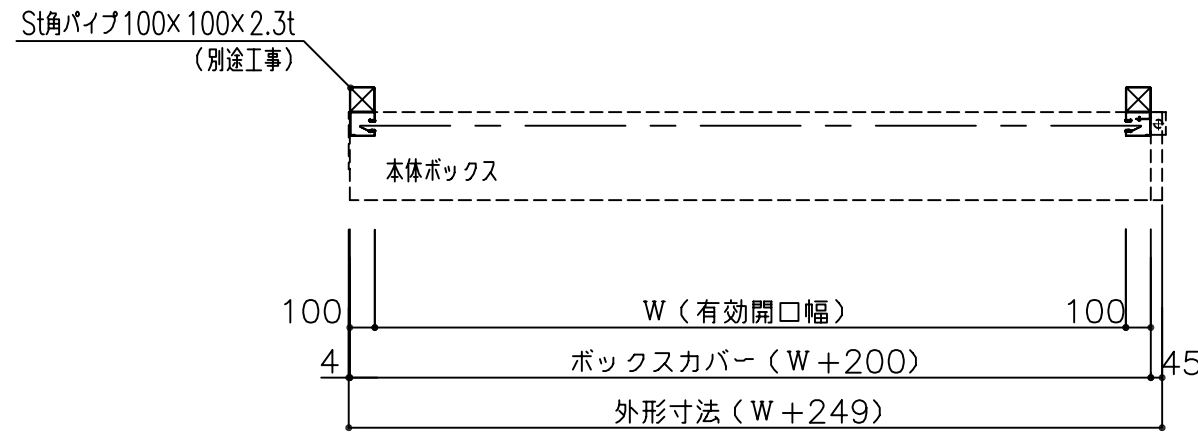 St角パイプ100×100×2.3t
(別途工事)
本体ボックス
100 W(有効開口幅) 100
4 ボックスカバー(W+200) 45
外形寸法(W+249)